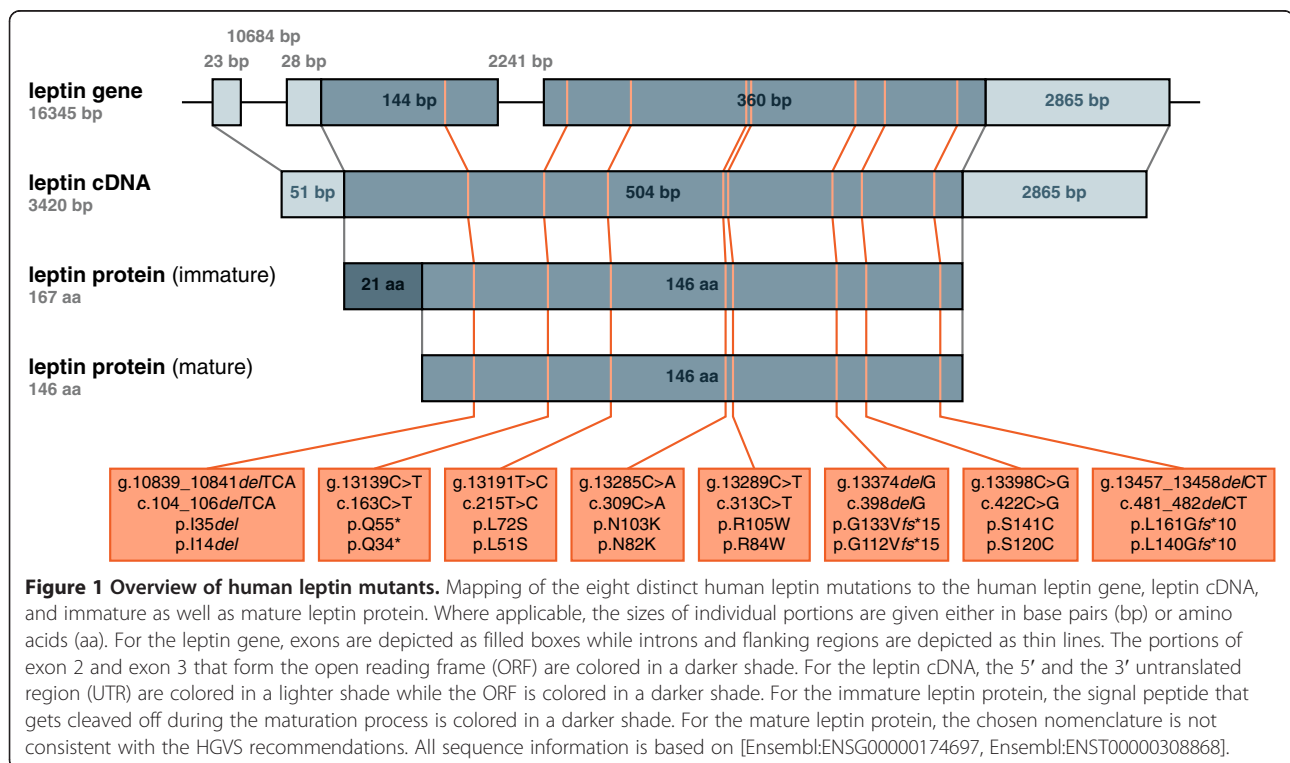 10684 bp
23 bp 28 bp 2241 bp
leptin gene
16345 bp
144 bp 360 bp 2865 bp
leptin cDNA
3420 bp
51 bp 504 bp 2865 bp
leptin protein (immature)
167 aa
21 aa 146 aa
leptin protein (mature)
146 aa
146 aa
g.10839_10841delTCA
c.104_106delTCA
p.I35del
p.I14del
g.13139C>T
c.163C>T
p.Q55*
p.Q34*
g.13191T>C
c.215T>C
p.L72S
p.L51S
g.13285C>A
c.309C>A
p.N103K
p.N82K
g.13289C>T
c.313C>T
p.R105W
p.R84W
g.13374delG
c.398delG
p.G133Vfs*15
p.G112Vfs*15
g.13398C>G
c.422C>G
p.S141C
p.S120C
g.13457_13458delCT
c.481_482delCT
p.L161Gfs*10
p.L140Gfs*10
Figure 1 Overview of human leptin mutants. Mapping of the eight distinct human leptin mutations to the human leptin gene, leptin cDNA,
and immature as well as mature leptin protein. Where applicable, the sizes of individual portions are given either in base pairs (bp) or amino
acids (aa). For the leptin gene, exons are depicted as filled boxes while introns and flanking regions are depicted as thin lines. The portions of
exon 2 and exon 3 that form the open reading frame (ORF) are colored in a darker shade. For the leptin cDNA, the 5′ and the 3′ untranslated
region (UTR) are colored in a lighter shade while the ORF is colored in a darker shade. For the immature leptin protein, the signal peptide that
gets cleaved off during the maturation process is colored in a darker shade. For the mature leptin protein, the chosen nomenclature is not
consistent with the HGVS recommendations. All sequence information is based on [Ensembl:ENSG00000174697, Ensembl:ENST00000308868].